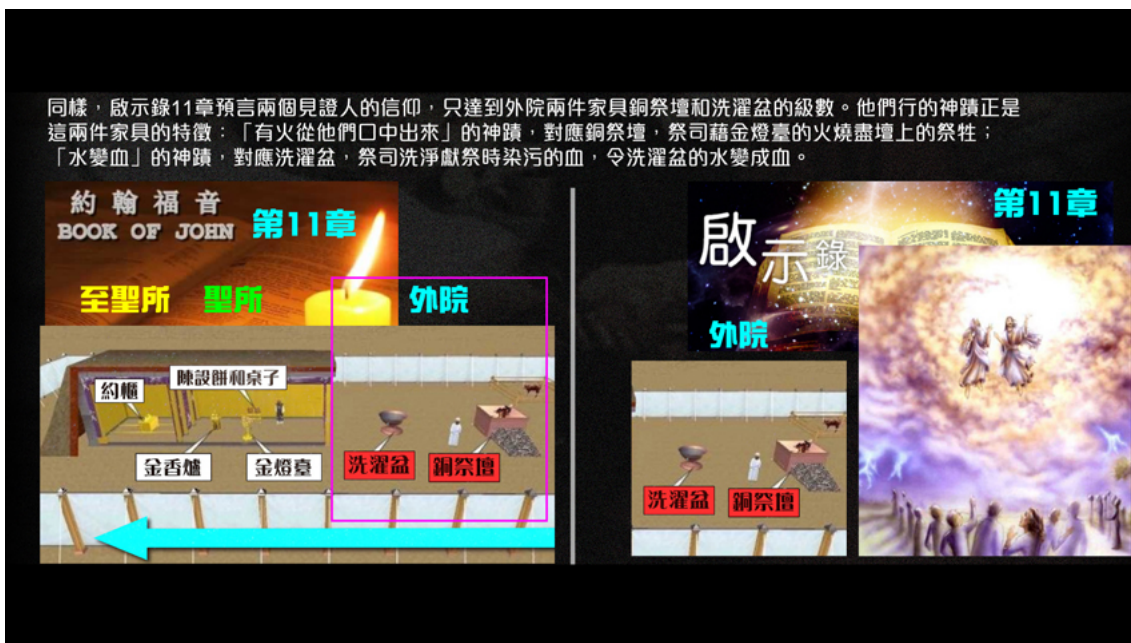 同樣，啟示錄11章預言兩個見證人的信仰，只達到外院兩件家具銅祭壇和洗濯盆的級數。他們行的神蹟正是
這兩件家具的特徵：「有火從他們口中出來」的神蹟，對應銅祭壇，祭司藉金燈臺的火燒盡壇上的祭牲；
「水變血」的神蹟，對應洗濯盆，祭司洗淨獻祭時染污的血，令洗濯盆的水變成血。
約翰福音
BOOK OF JOHN
第11章
至聖所
聖所
外院
約櫃
陳設餅和桌子
金香爐
金燈臺
洗濯盆
銅祭壇
啟示錄
第11章
外院
洗濯盆
銅祭壇